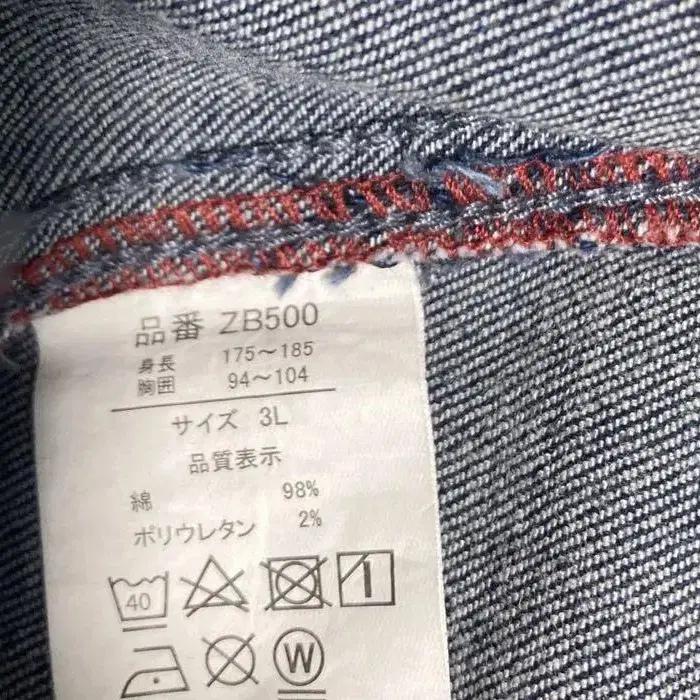 品番 ZB500
身長 175～185
胸囲 94～104
サイズ 3L
品質表示
綿 98%
ポリウレタン 2%
40
W